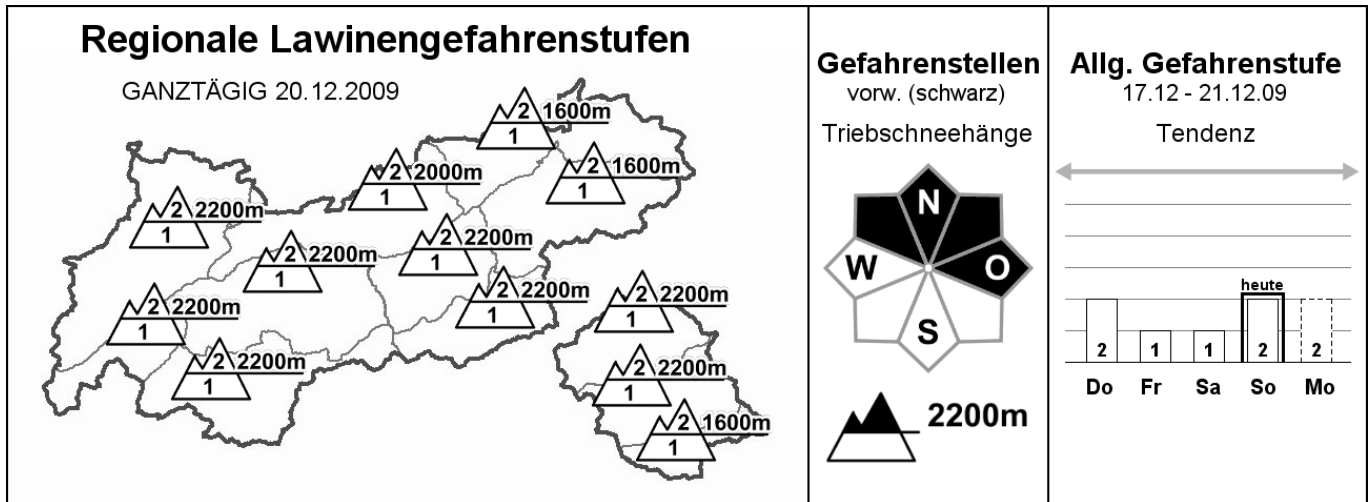 Regionale Lawinengefahrenstufen
GANZTÄGIG 20.12.2009
2 1600m
1
2 1600m
1
2 2000m
1
2 2200m
1
2 2200m
1
2 2200m
1
2 2200m
1
2 2200m
1
2 2200m
1
2 2200m
1
2 2200m
1
2 1600m
1
Gefahrenstellen
vorw. (schwarz)
Triebschneehänge
N
W
O
S
2200m
Allg. Gefahrenstufe
17.12 - 21.12.09
Tendenz
heute
2 1 1 2 2
Do Fr Sa So Mo